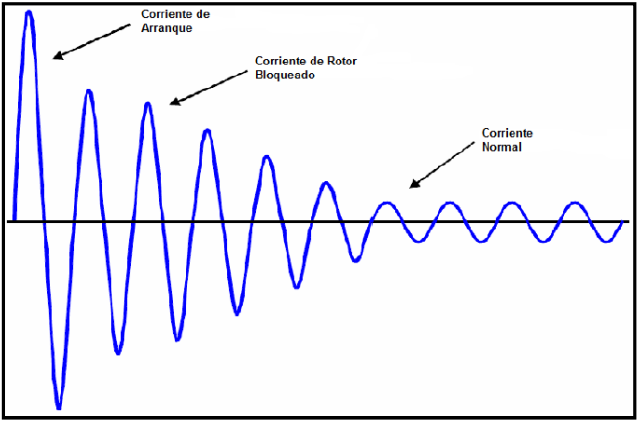 Corriente de
Arranque
Corriente de Rotor
Bloqueado
Corriente
Normal